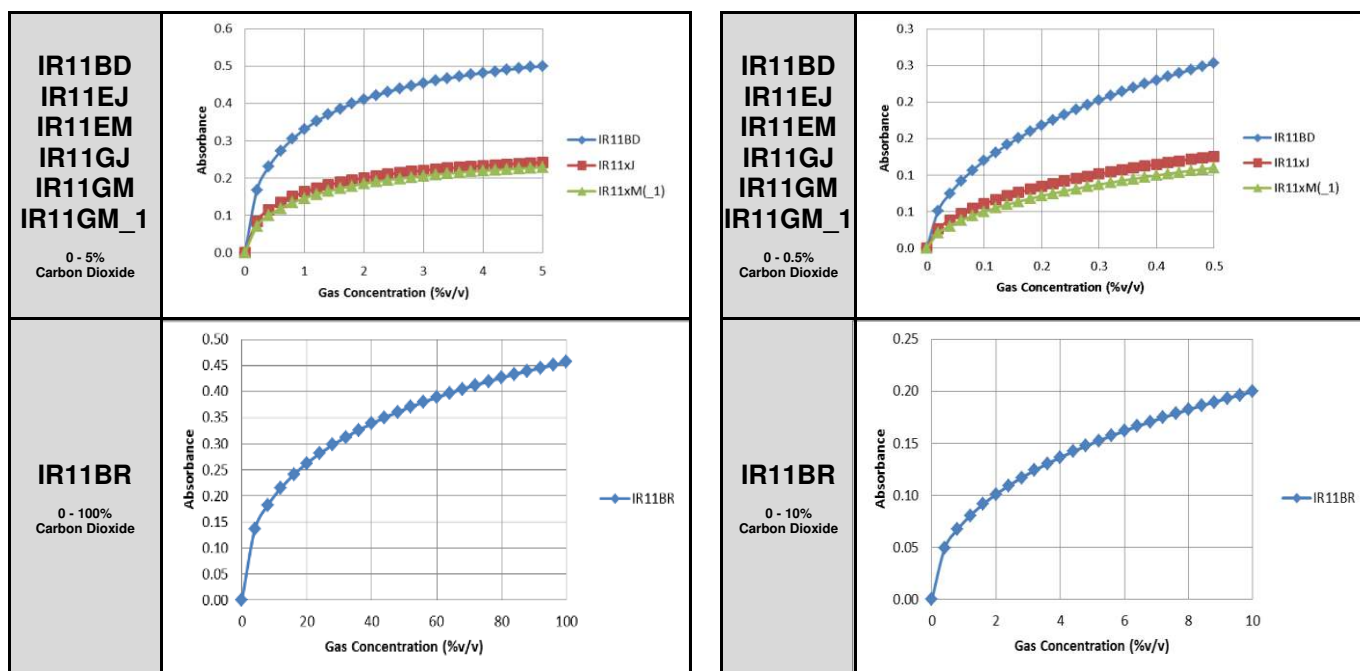 IR11BD
IR11EJ
IR11EM
IR11GJ
IR11GM
IR11GM_1
0 - 5%
Carbon Dioxide
0.6
0.5
0.4
0.3
0.2
0.1
0.0
Absorbance
0 1 2 3 4 5
Gas Concentration (%v/v)
IR11BD
IR11xJ
IR11xM(_1)
IR11BD
IR11EJ
IR11EM
IR11GJ
IR11GM
IR11GM_1
0 - 0.5%
Carbon Dioxide
0.3
0.3
0.2
0.2
0.1
0.1
0.0
Absorbance
0 0.1 0.2 0.3 0.4 0.5
Gas Concentration (%v/v)
IR11BD
IR11xJ
IR11xM(_1)
IR11BR
0 - 100%
Carbon Dioxide
0.50
0.45
0.40
0.35
0.30
0.25
0.20
0.15
0.10
0.05
0.00
Absorbance
0 20 40 60 80 100
Gas Concentration (%v/v)
IR11BR
IR11BR
0 - 10%
Carbon Dioxide
0.25
0.20
0.15
0.10
0.05
0.00
Absorbance
0 2 4 6 8 10
Gas Concentration (%v/v)
IR11BR